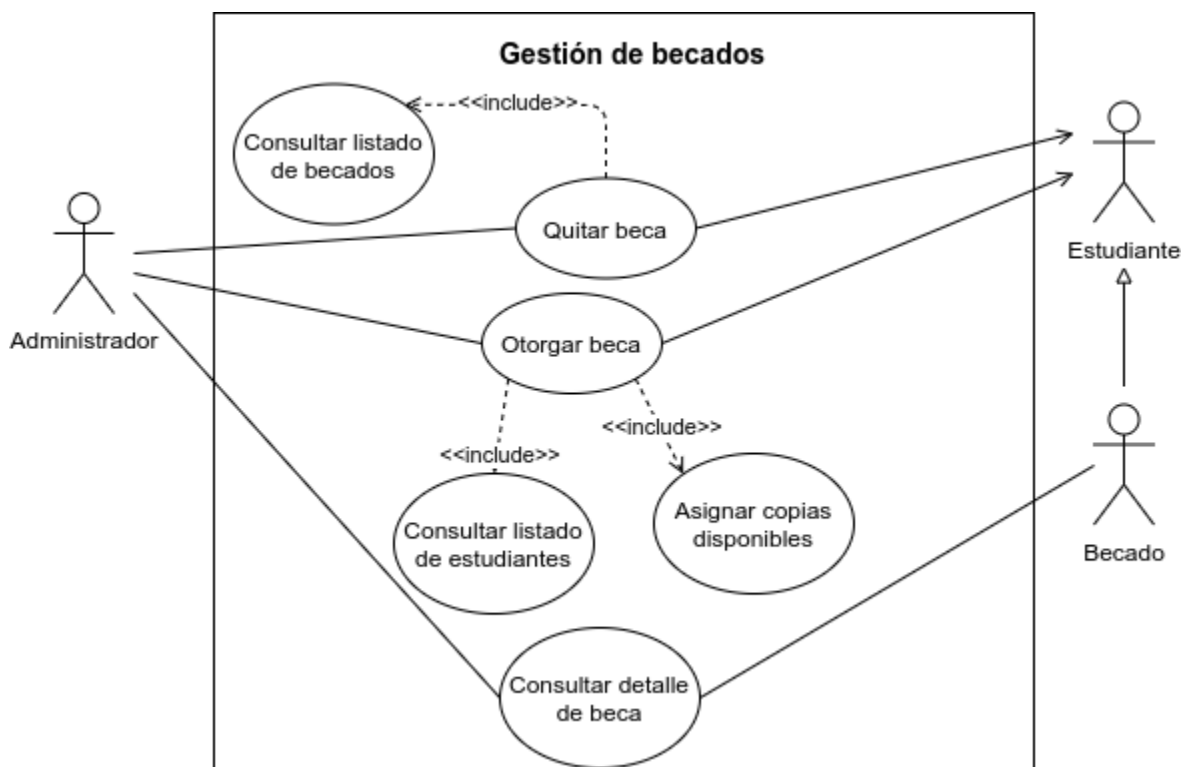 Gestión de becados
<<include>>
Consultar listado
de becados
Quitar beca
Estudiante
Administrador
Otorgar beca
<<include>>
<<include>>
Consultar listado
de estudiantes
Asignar copias
disponibles
Becado
Consultar detalle
de beca